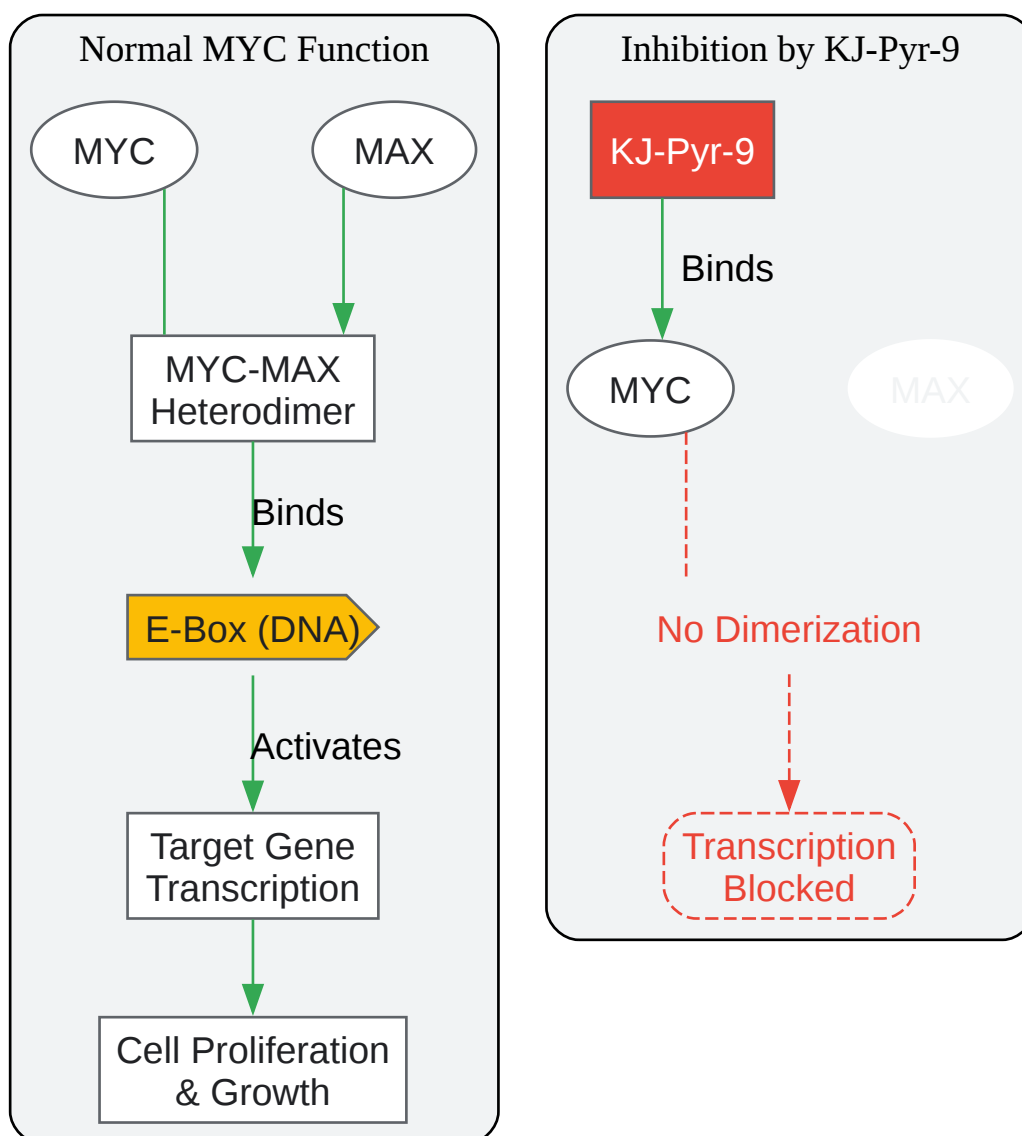 Normal MYC Function
MYC
MAX
MYC-MAX
Heterodimer
Binds
E-Box (DNA)
Activates
Target Gene
Transcription
Cell Proliferation
& Growth
Inhibition by KJ-Pyr-9
KJ-Pyr-9
Binds
MYC
MAX
No Dimerization
Transcription
Blocked